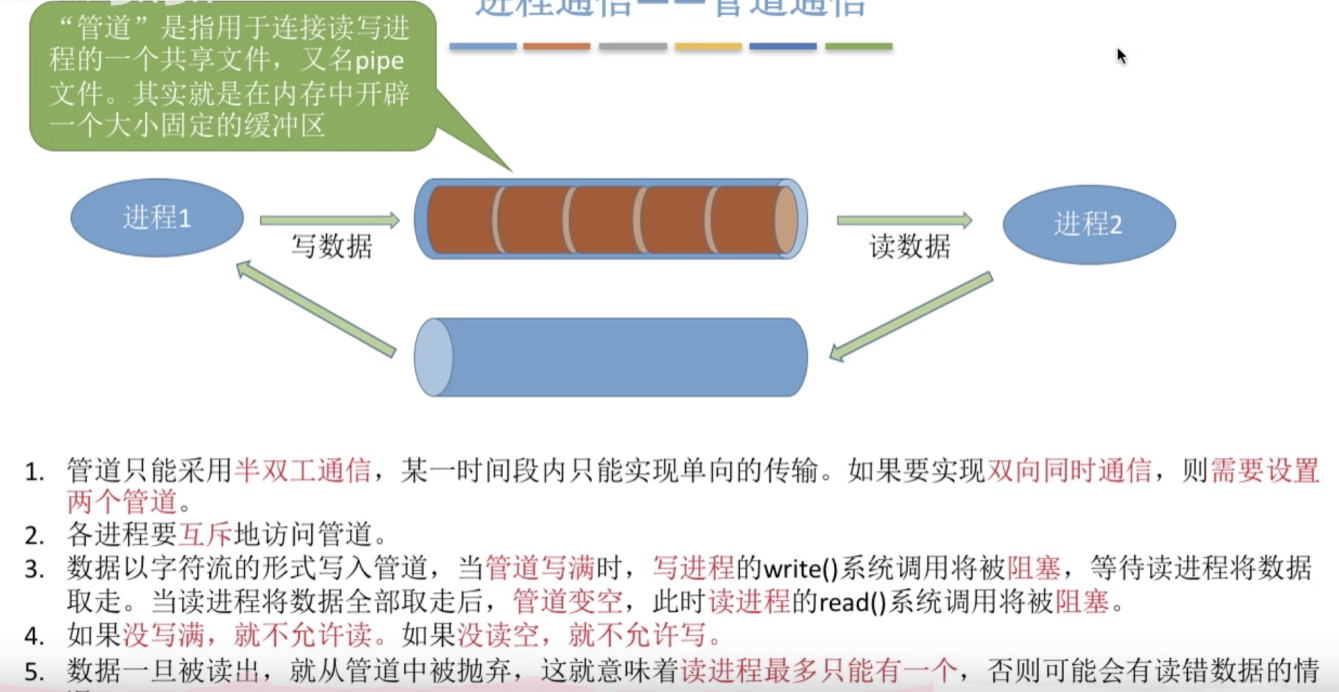 进程通信——管道通信
“管道”是指用于连接读写进
程的一个共享文件，又名pipe
文件。其实就是在内存中开辟
一个大小固定的缓冲区
进程1
写数据
读数据
进程2
1. 管道只能采用半双工通信，某一时间段内只能实现单向的传输。如果要实现双向同时通信，则需要设置
两个管道。
2. 各进程要互斥地访问管道。
3. 数据以字符流的形式写入管道，当管道写满时，写进程的write()系统调用将被阻塞，等待读进程将数据
取走。当读进程将数据全部取走后，管道变空，此时读进程的read()系统调用将被阻塞。
4. 如果没写满，就不允许读。如果没读空，就不允许写。
5. 数据一旦被读出，就从管道中被抛弃，这就意味着读进程最多只能有一个，否则可能会有读错数据的情